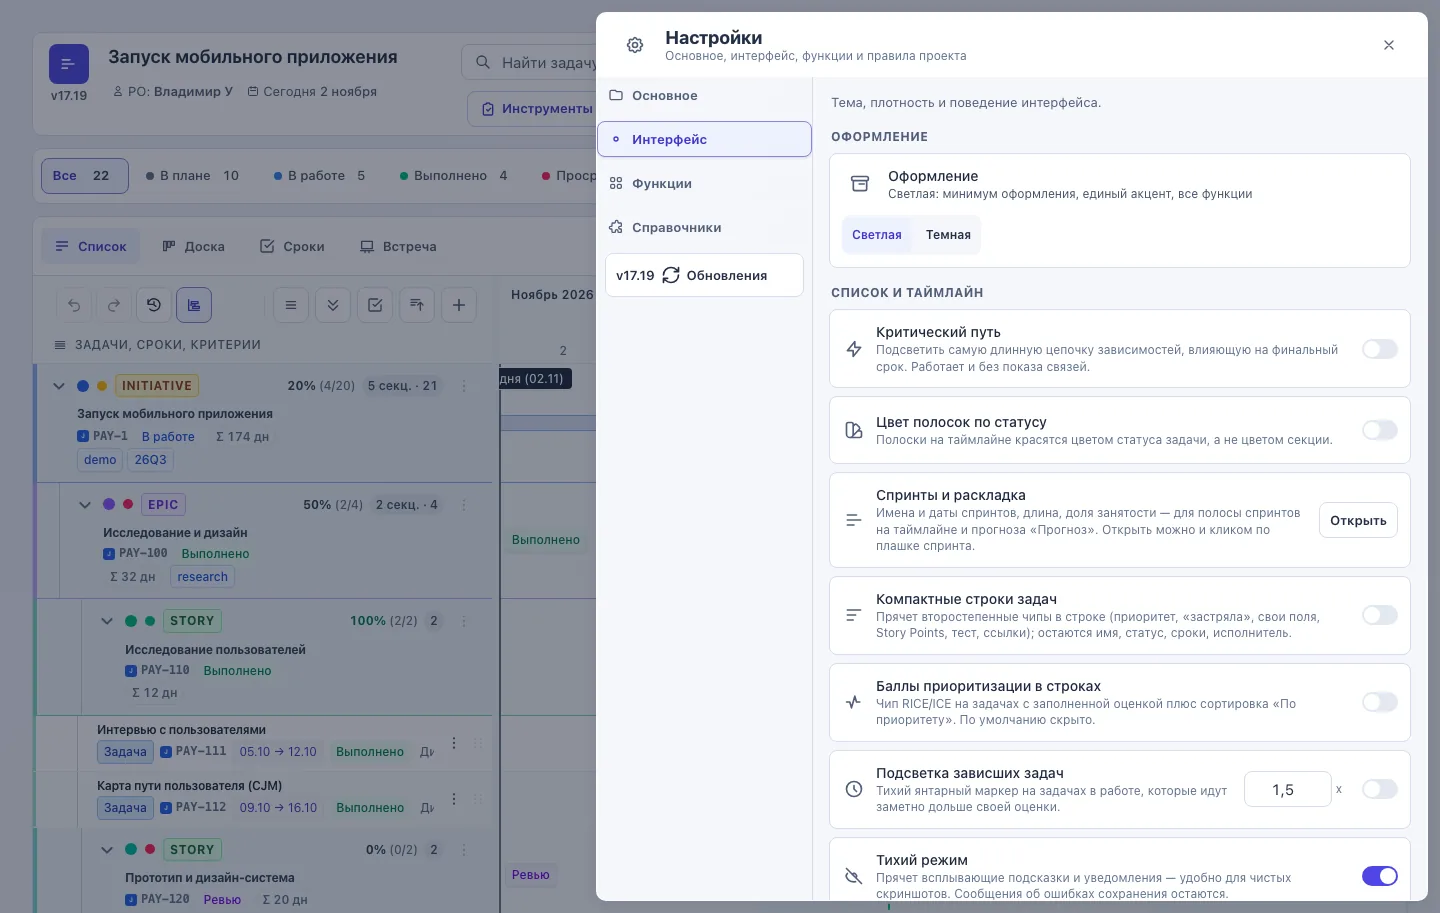 Запуск мобильного приложения
Найти задачу
v17.19
РО: Владимир У
Сегодня 2 ноября
Инструменты
Все 22
В плане 10
В работе 5
Выполнено 4
Список
Доска
Сроки
Встреча
Ноябрь 2026
ЗАДАЧИ, СРОКИ, КРИТЕРИИ
2
дня (02.11)
INITIATIVE
20% (4/20)
5 секц. · 21
Запуск мобильного приложения
PAY-1 В работе Σ 174 дн
demo 26Q3
EPIC
50% (2/4)
2 секц. · 4
Исследование и дизайн
PAY-100 Выполнено
Σ 32 дн research
Выполнено
STORY
100% (2/2) 2
Исследование пользователей
PAY-110 Выполнено
Σ 12 дн
Интервью с пользователями
Задача PAY-111 05.10 → 12.10 Выполнено
Карта пути пользователя (CJM)
Задача PAY-112 09.10 → 16.10 Выполнено
STORY
0% (0/2) 2
Прототип и дизайн-система
PAY-120 Ревью Σ 20 дн
Ревью
Настройки
Основное, интерфейс, функции и правила проекта
Основное
Интерфейс
Функции
Справочники
v17.19 Обновления
Тема, плотность и поведение интерфейса.
ОФОРМЛЕНИЕ
Оформление
Светлая: минимум оформления, единый акцент, все функции
Светлая Темная
СПИСОК И ТАЙМЛАЙН
Критический путь
Подсветить самую длинную цепочку зависимостей, влияющую на финальный
срок. Работает и без показа связей.
Цвет полосок по статусу
Полоски на таймлайне красятся цветом статуса задачи, а не цветом секции.
Спринты и раскладка
Имена и даты спринтов, длина, доля занятости — для полосы спринтов
на таймлайне и прогноза «Прогноз». Открыть можно и кликом по
плашке спринта.
Открыть
Компактные строки задач
Прячет второстепенные чипы в строке (приоритет, «застряла», свои поля,
Story Points, тест, ссылки); остаются имя, статус, сроки, исполнитель.
Баллы приоритизации в строках
Чип RICE/ICE на задачах с заполненной оценкой плюс сортировка «По
приоритету». По умолчанию скрыто.
Подсветка зависших задач
Тихий янтарный маркер на задачах в работе, которые идут
заметно дольше своей оценки.
1,5 x
Тихий режим
Прячет всплывающие подсказки и уведомления — удобно для чистых
скриншотов. Сообщения об ошибках сохранения остаются.